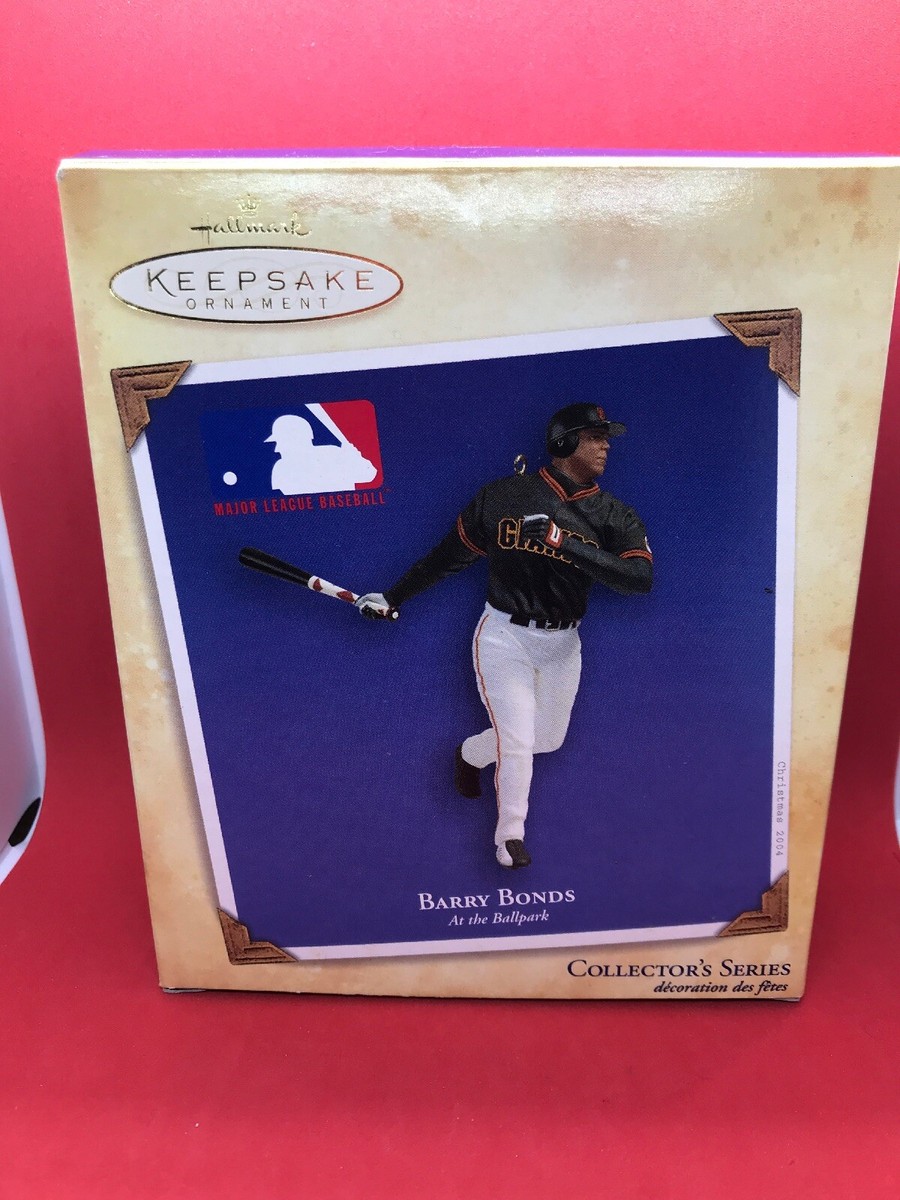 Hallmark
KEEPSAKE
ORNAMENT
MAJOR LEAGUE BASEBALL
Christmas 2004
BARRY BONDS
At the Ballpark
COLLECTOR'S SERIES
décoration des fêtes